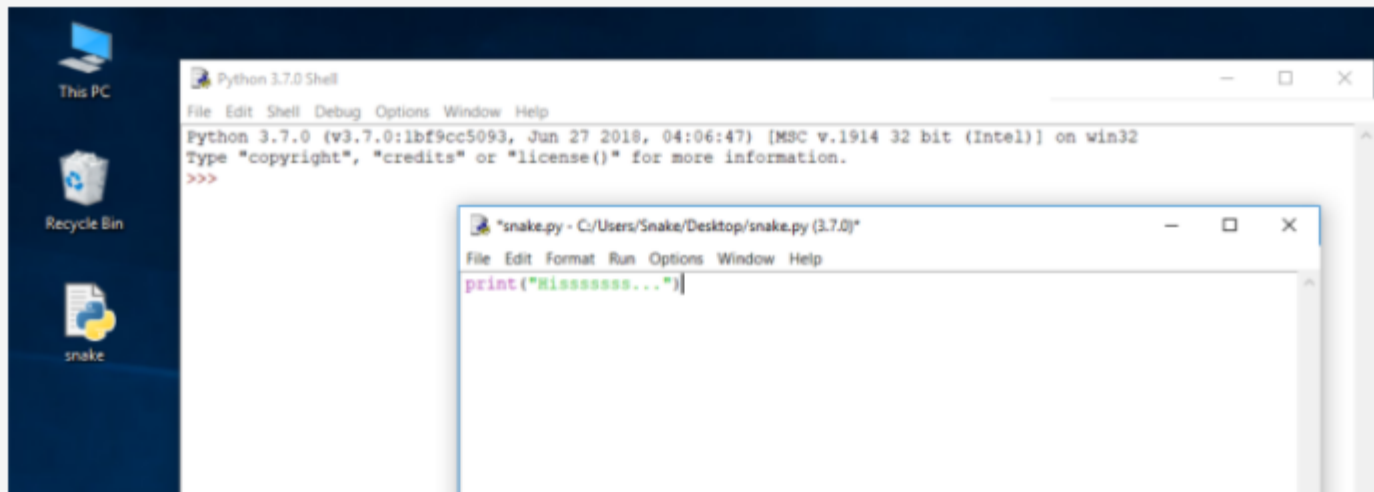 This PC
Recycle Bin
snake
Python 3.7.0 Shell
File Edit Shell Debug Options Window Help
Python 3.7.0 (v3.7.0:1bf9cc5093, Jun 27 2018, 04:06:47) [MSC v.1914 32 bit (Intel)] on win32
Type "copyright", "credits" or "license()" for more information.
>>>
*snake.py - C:/Users/Snake/Desktop/snake.py (3.7.0)*
File Edit Format Run Options Window Help
print("Hisssssss...")